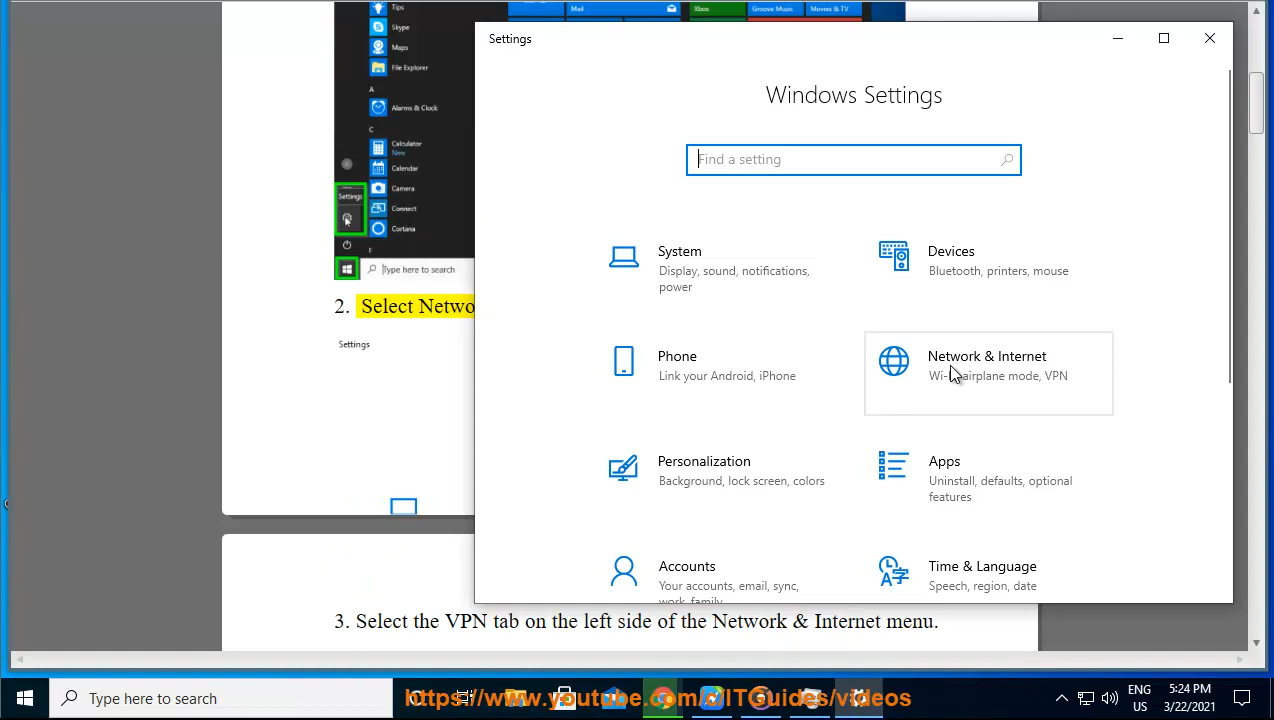 Tips
Skype
Maps
File Explorer
A
Alarms & Clock
C
Calculator
New
Calendar
Camera
Connect
Cortana
F
Settings
Type here to search
Mail
Xbox
Groove Music
Movies & TV
2. Select Netwo
Settings
3. Select the VPN tab on the left side of the Network & Internet menu.
Settings
Windows Settings
Find a setting
System
Display, sound, notifications,
power
Devices
Bluetooth, printers, mouse
Phone
Link your Android, iPhone
Network & Internet
Wi- airplane mode, VPN
Personalization
Background, lock screen, colors
Apps
Uninstall, defaults, optional
features
Accounts
Your accounts, email, sync,
work, family
Time & Language
Speech, region, date
Type here to search
https://www.youtube.com/c/ITGuides/videos
ENG
US
5:24 PM
3/22/2021